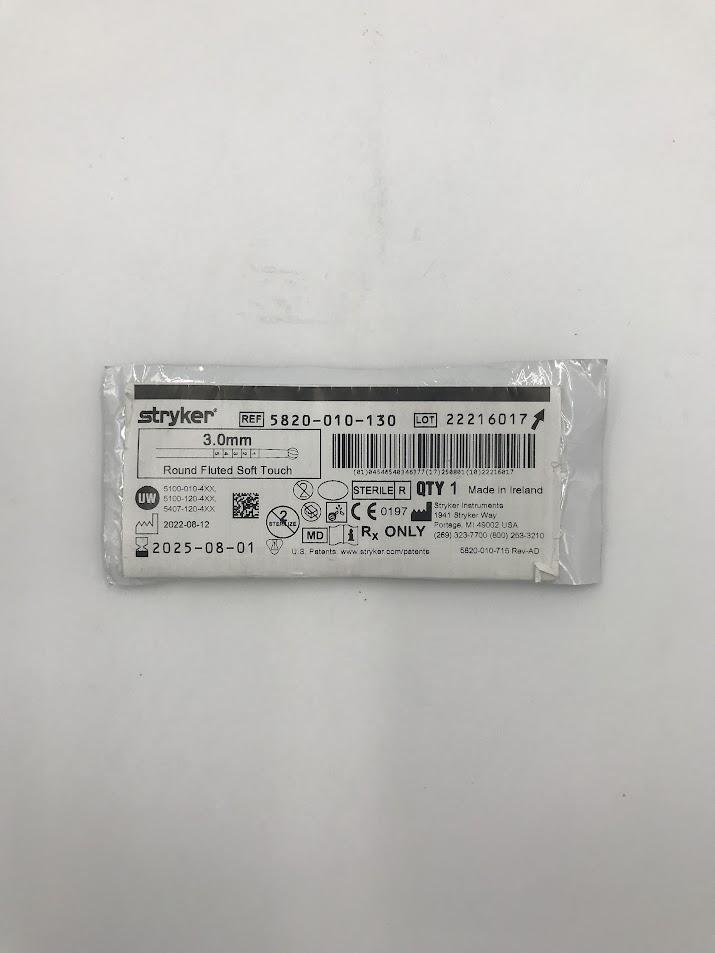 stryker®
REF 5820-010-130
LOT 22216017
3.0mm
Round Fluted Soft Touch
UW
5100-010-4XX,
5100-120-4XX,
5407-120-4XX
STERILE R
QTY 1
Made in Ireland
2022-08-12
2
STERILIZE
CE 0197
Stryker Instruments
1941 Stryker Way
Portage, MI 49002 USA
(269) 323-7700 (800) 253-3210
MD
Rx ONLY
2025-08-01
U.S. Patents: www.stryker.com/patents
5820-010-715 Rev-AD